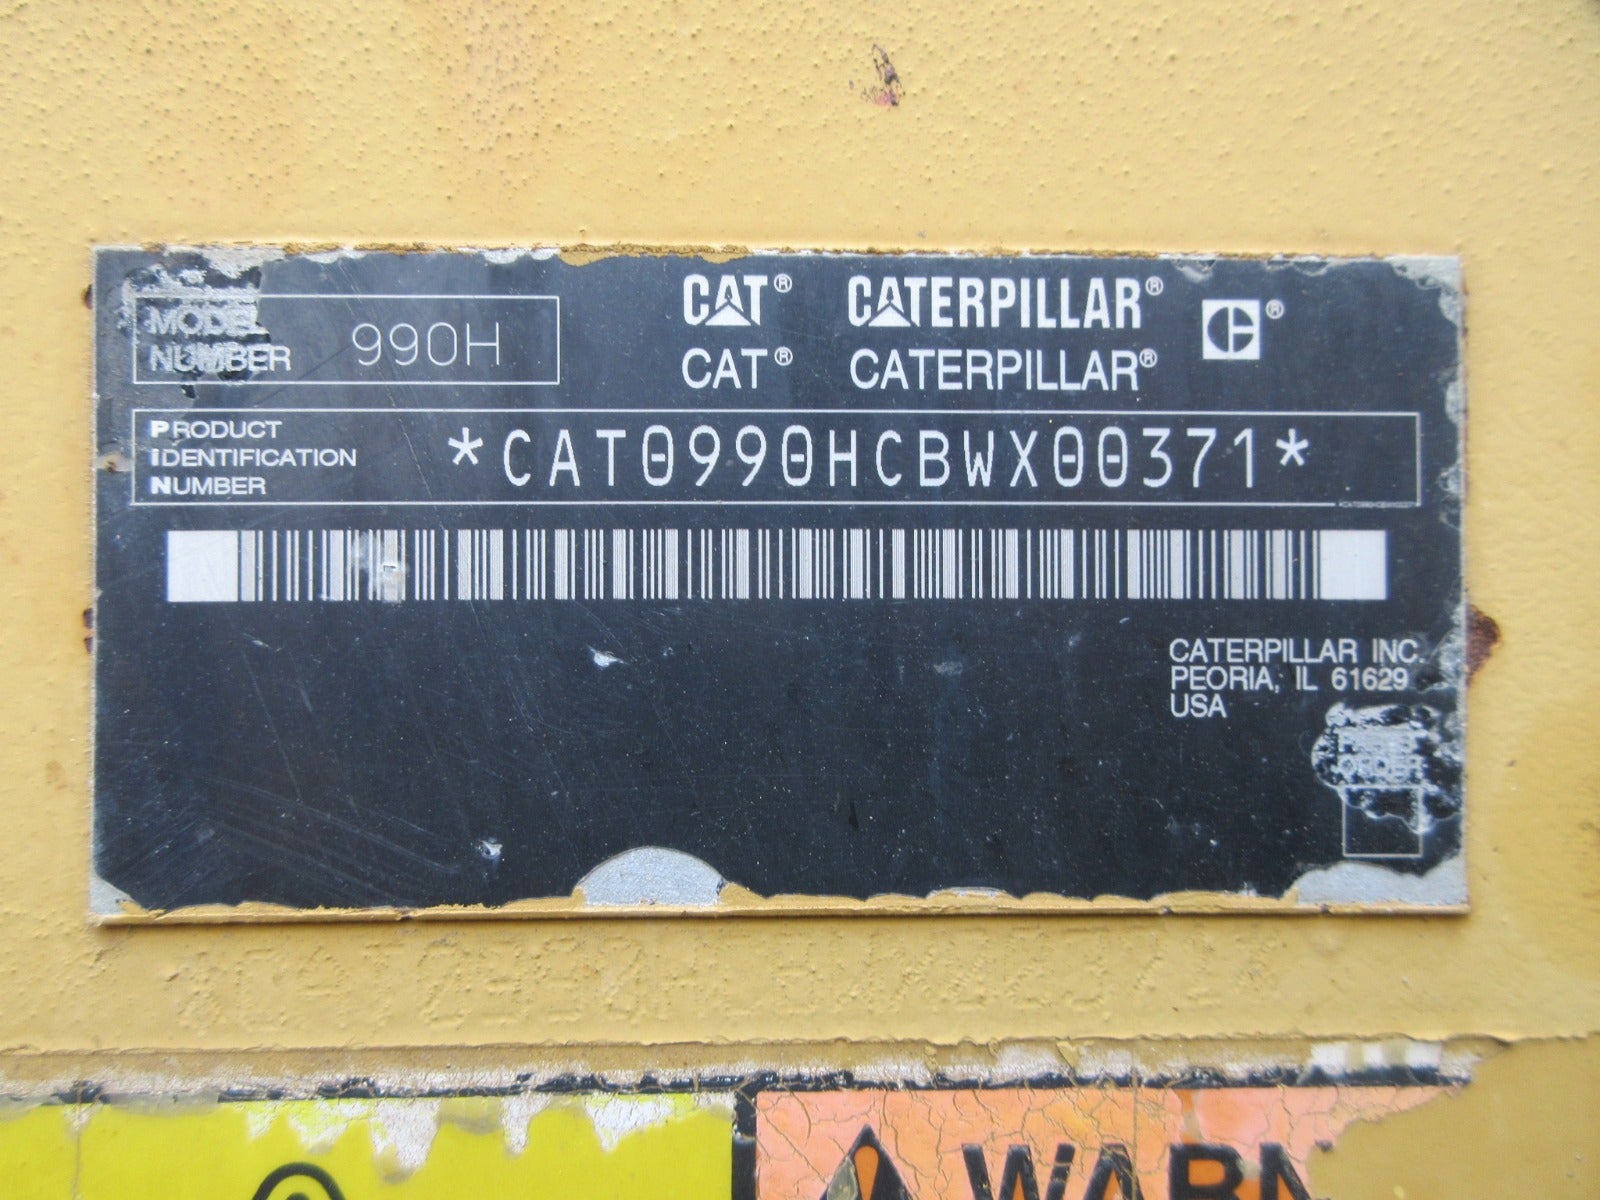 MODEL
NUMBER 990H
CAT® CATERPILLAR® ®
CAT® CATERPILLAR®
PRODUCT
IDENTIFICATION
NUMBER
*CAT0990HCBWX00371*
CATERPILLAR INC.
PEORIA, IL 61629
USA